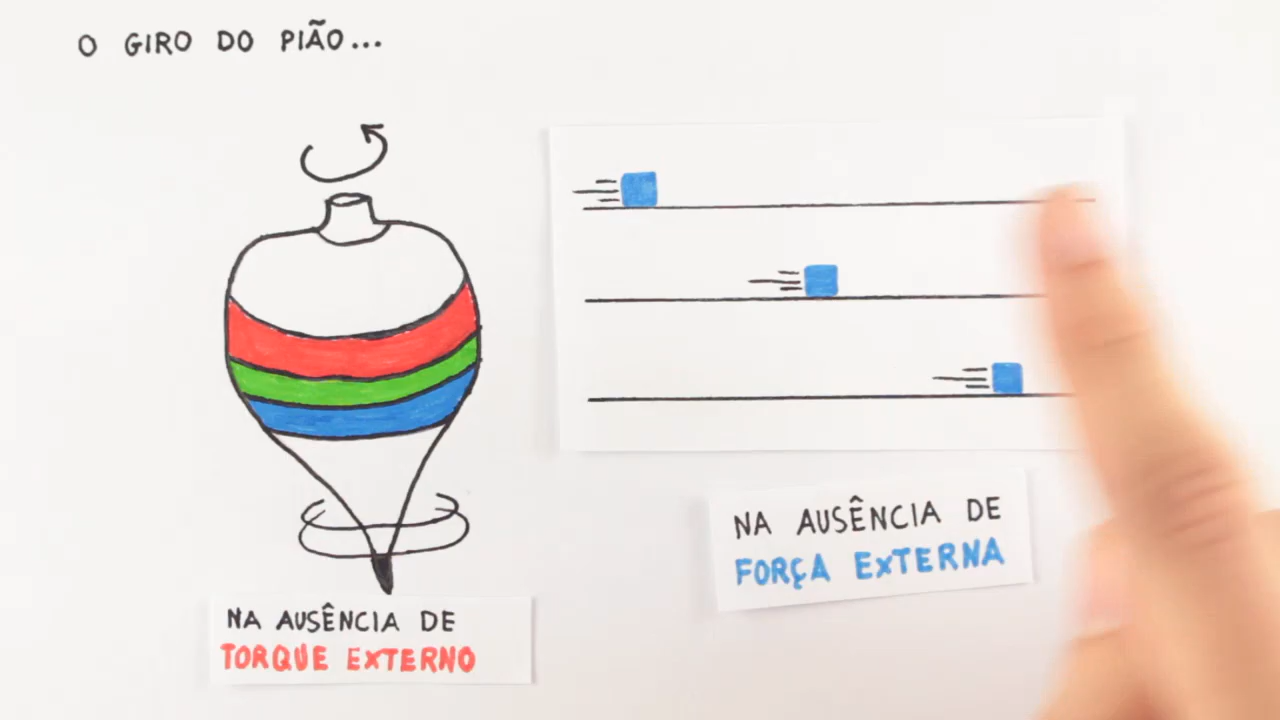 O GIRO DO PIÃO...
NA AUSÊNCIA DE
FORÇA EXTERNA
NA AUSÊNCIA DE
TORQUE EXTERNO